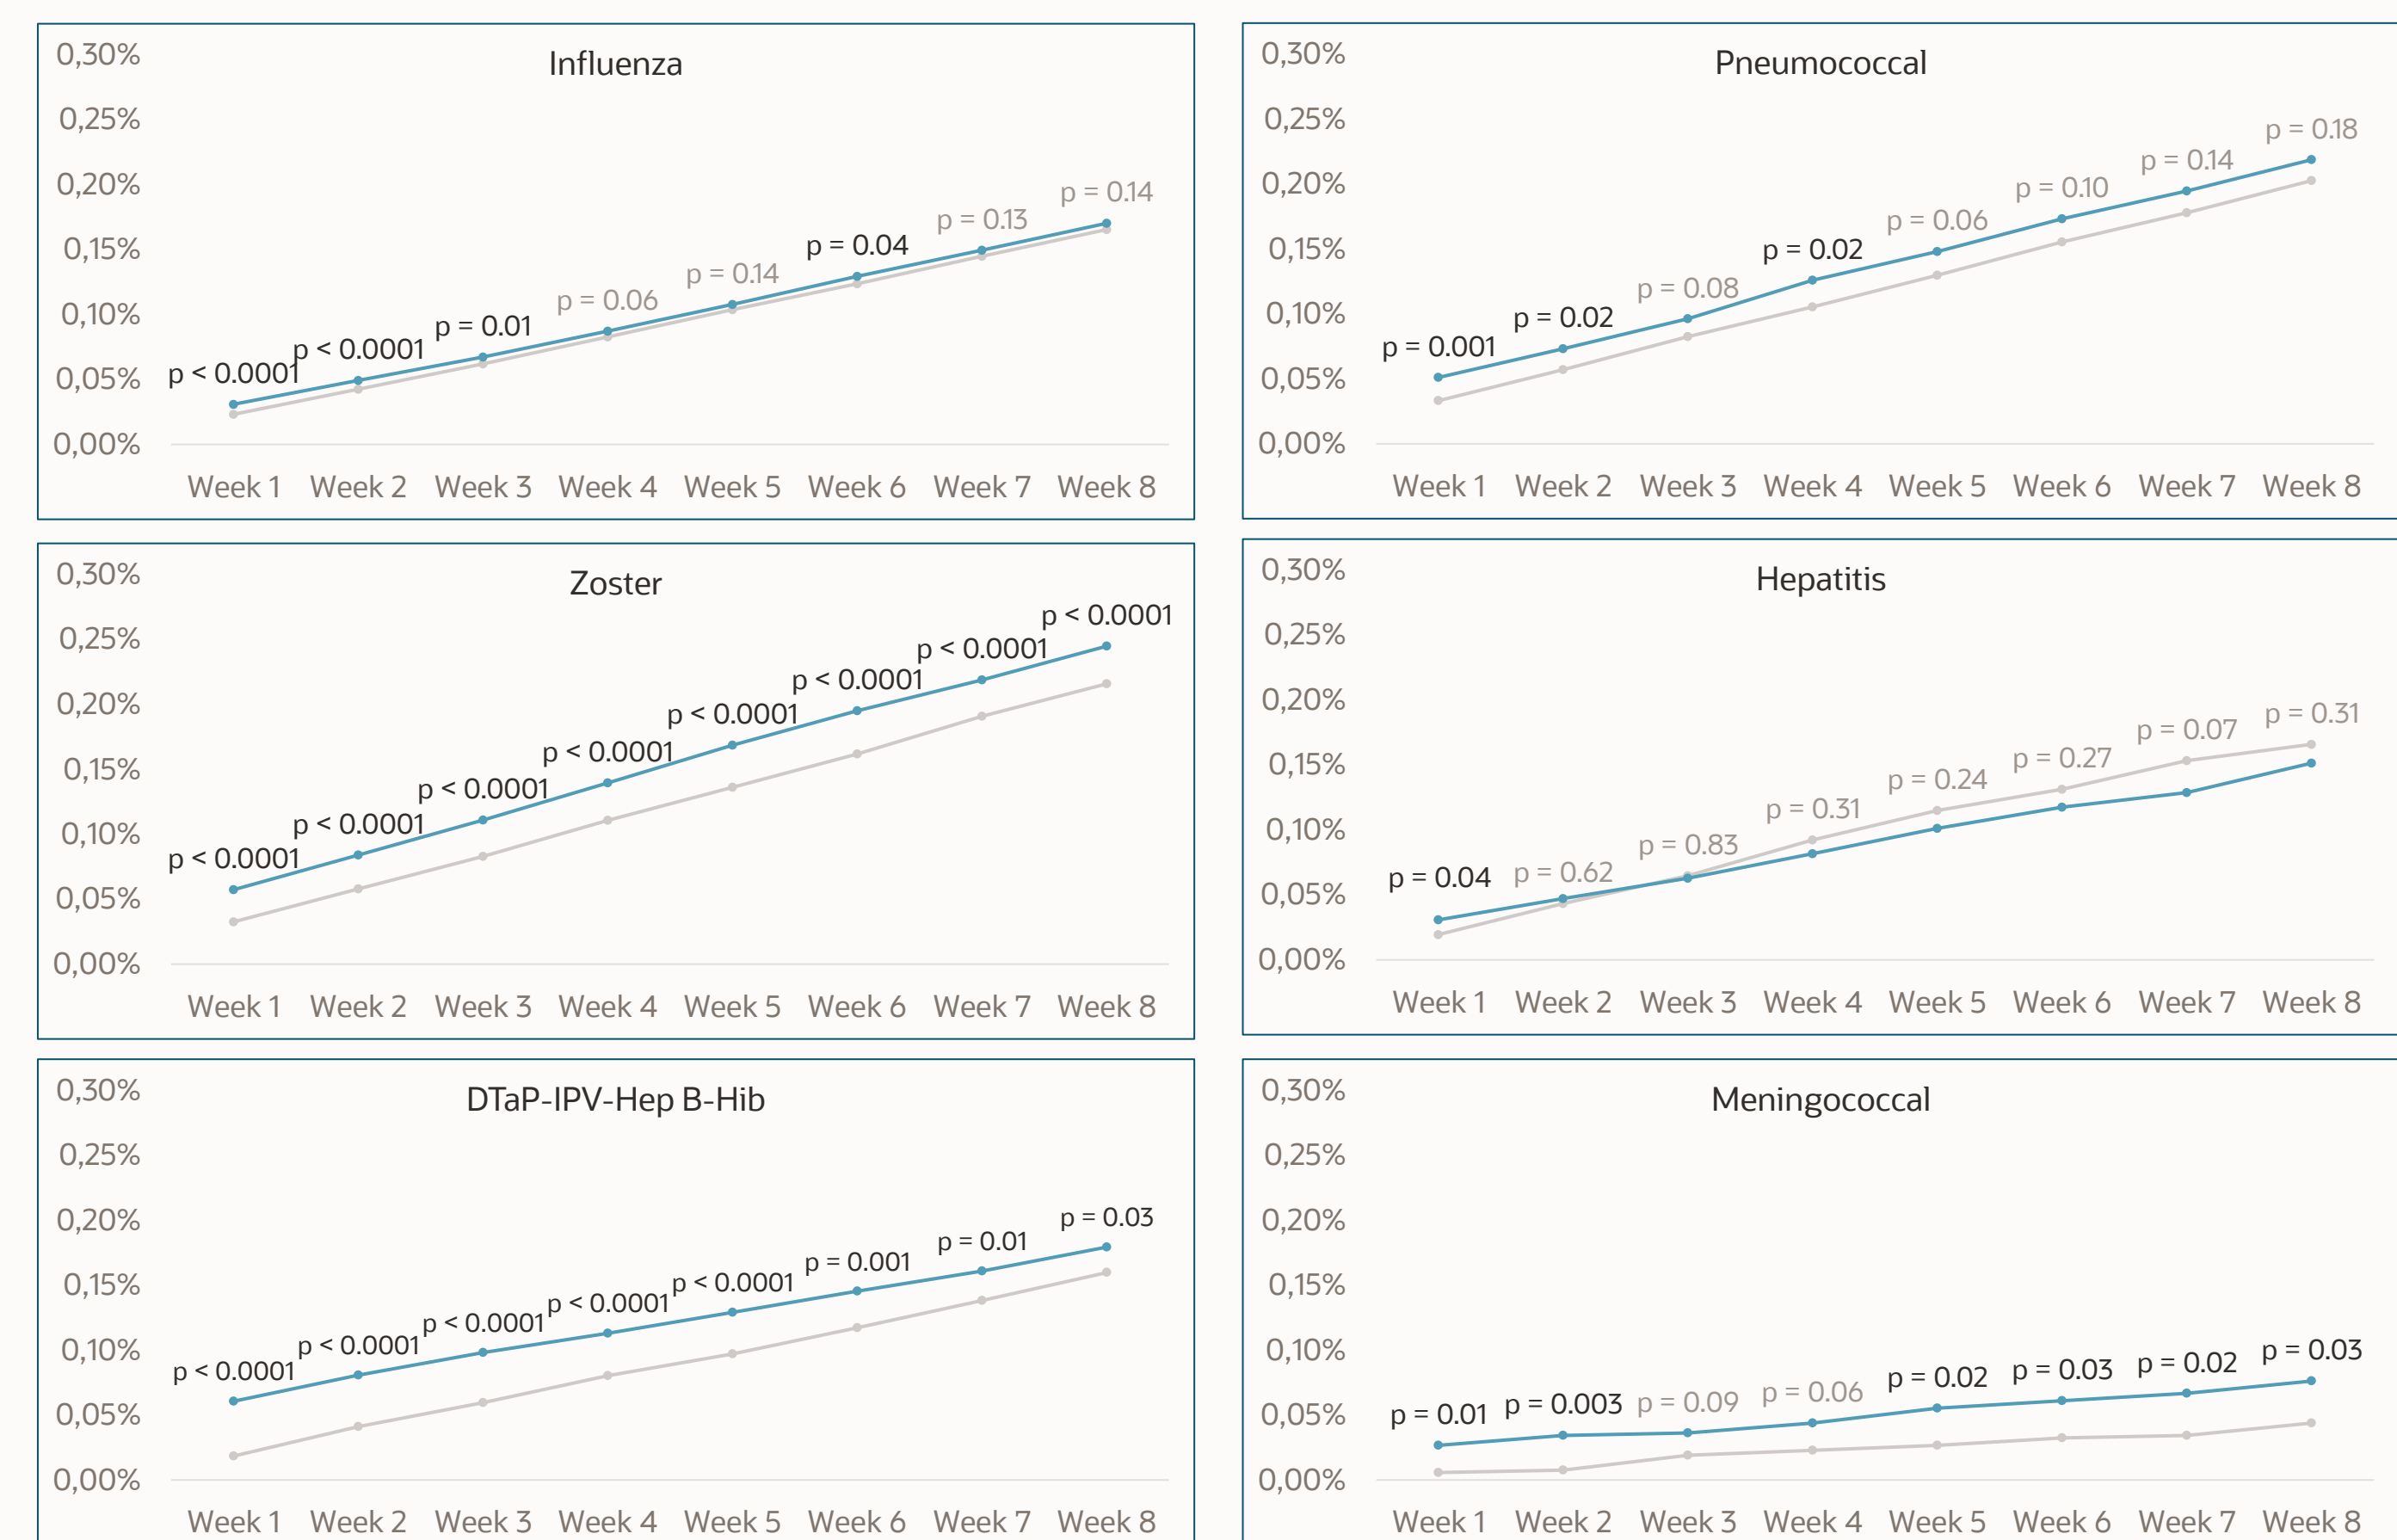 Influenza
0,30%
0,25%
0,20%
0,15%
0,10%
0,05%
0,00%
p < 0.0001
p < 0.0001
p = 0.01
p = 0.06
p = 0.14
p = 0.04
p = 0.13
p = 0.14
Week 1 Week 2 Week 3 Week 4 Week 5 Week 6 Week 7 Week 8
Pneumococcal
0,30%
0,25%
0,20%
0,15%
0,10%
0,05%
0,00%
p = 0.001
p = 0.02
p = 0.08
p = 0.02
p = 0.06
p = 0.10
p = 0.14
p = 0.18
Week 1 Week 2 Week 3 Week 4 Week 5 Week 6 Week 7 Week 8
Zoster
0,30%
0,25%
0,20%
0,15%
0,10%
0,05%
0,00%
p < 0.0001
p < 0.0001
p < 0.0001
p < 0.0001
p < 0.0001
p < 0.0001
p < 0.0001
p < 0.0001
Week 1 Week 2 Week 3 Week 4 Week 5 Week 6 Week 7 Week 8
Hepatitis
0,30%
0,25%
0,20%
0,15%
0,10%
0,05%
0,00%
p = 0.04
p = 0.62
p = 0.83
p = 0.31
p = 0.24
p = 0.27
p = 0.07
p = 0.31
Week 1 Week 2 Week 3 Week 4 Week 5 Week 6 Week 7 Week 8
DTaP-IPV-Hep B-Hib
0,30%
0,25%
0,20%
0,15%
0,10%
0,05%
0,00%
p < 0.0001
p < 0.0001
p < 0.0001
p < 0.0001
p < 0.0001
p = 0.001
p = 0.01
p = 0.03
Week 1 Week 2 Week 3 Week 4 Week 5 Week 6 Week 7 Week 8
Meningococcal
0,30%
0,25%
0,20%
0,15%
0,10%
0,05%
0,00%
p = 0.01
p = 0.003
p = 0.09
p = 0.06
p = 0.02
p = 0.03
p = 0.02
p = 0.03
Week 1 Week 2 Week 3 Week 4 Week 5 Week 6 Week 7 Week 8